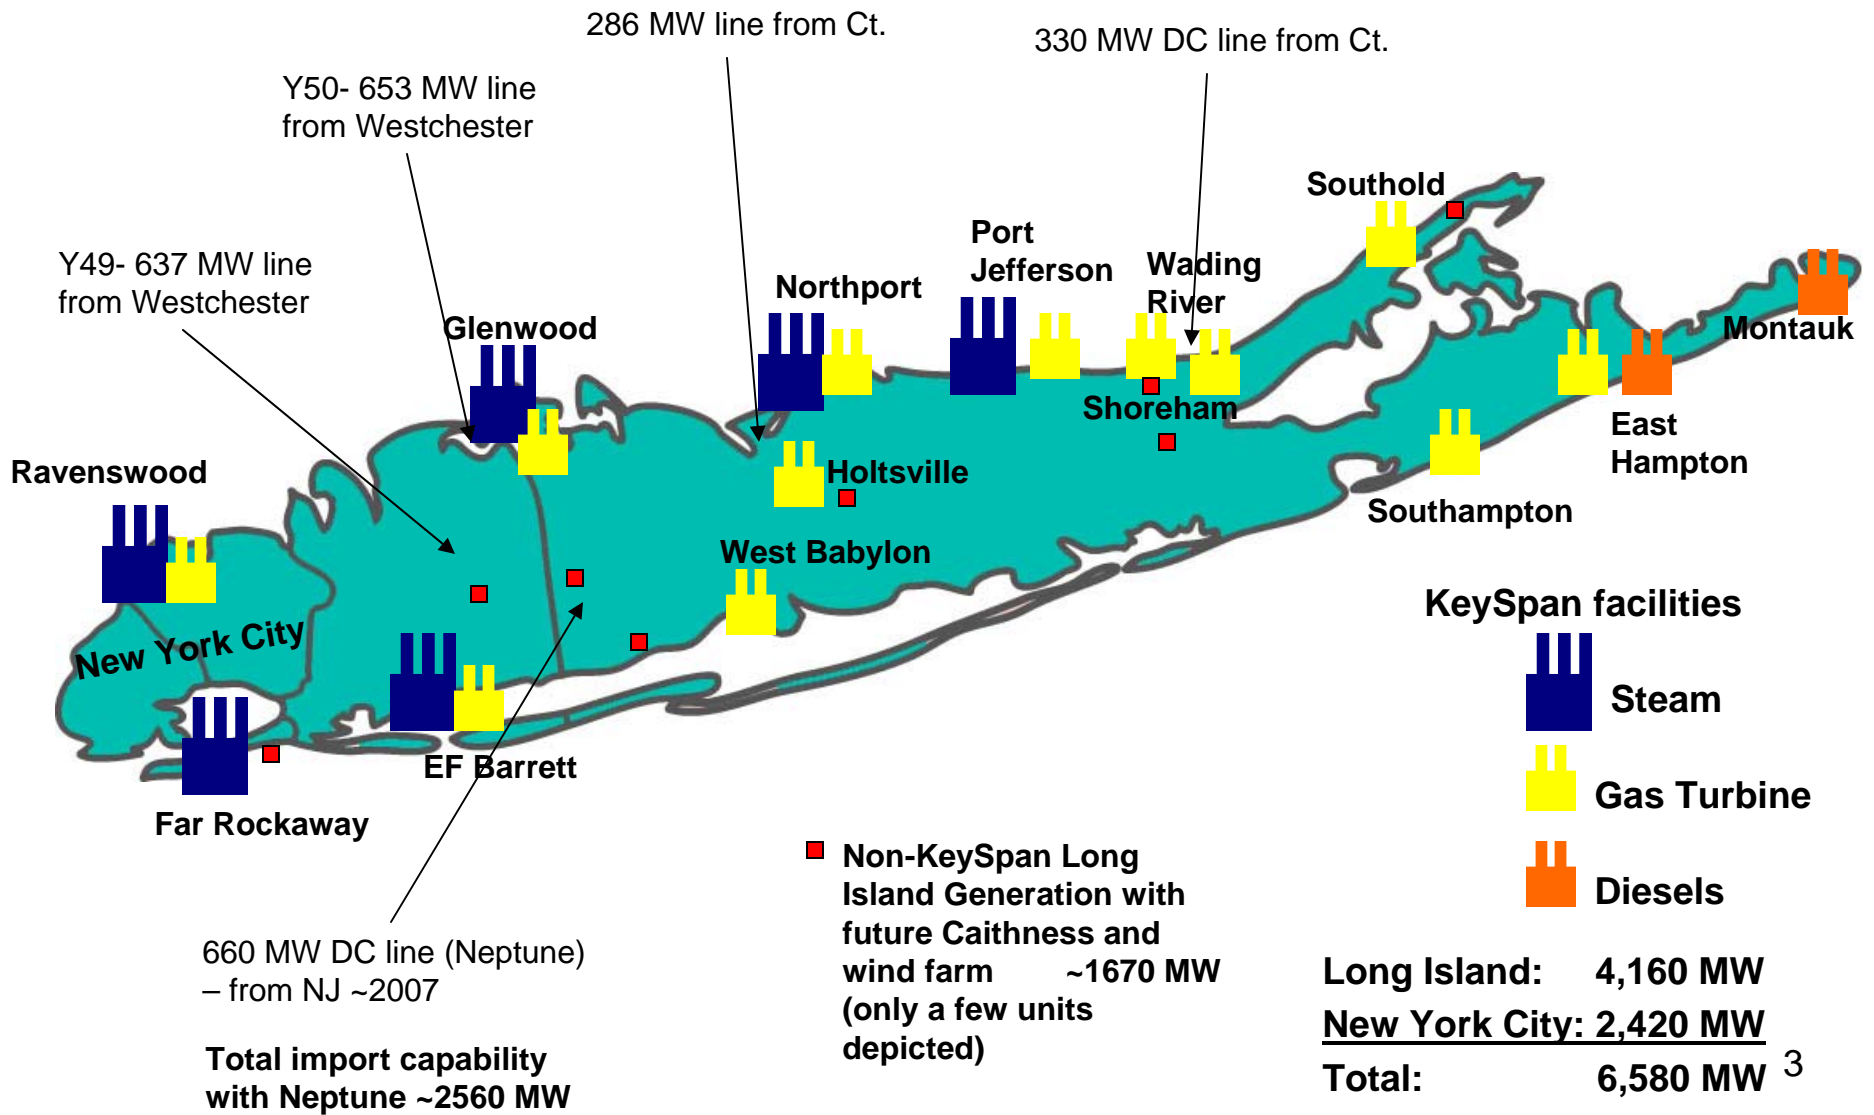 286 MW line from Ct.
330 MW DC line from Ct.
Y50- 653 MW line
from Westchester
Y49- 637 MW line
from Westchester
Southold
Port
Jefferson
Wading
River
Northport
Glenwood
Montauk
Shoreham
East
Hampton
Ravenswood
Holtsville
Southampton
West Babylon
New York City
EF Barrett
Far Rockaway
KeySpan facilities
Steam
Gas Turbine
Diesels
660 MW DC line (Neptune)
– from NJ ~2007
Total import capability
with Neptune ~2560 MW
Non-KeySpan Long
Island Generation with
future Caithness and
wind farm ~1670 MW
(only a few units
depicted)
Long Island: 4,160 MW
New York City: 2,420 MW
Total: 6,580 MW
3